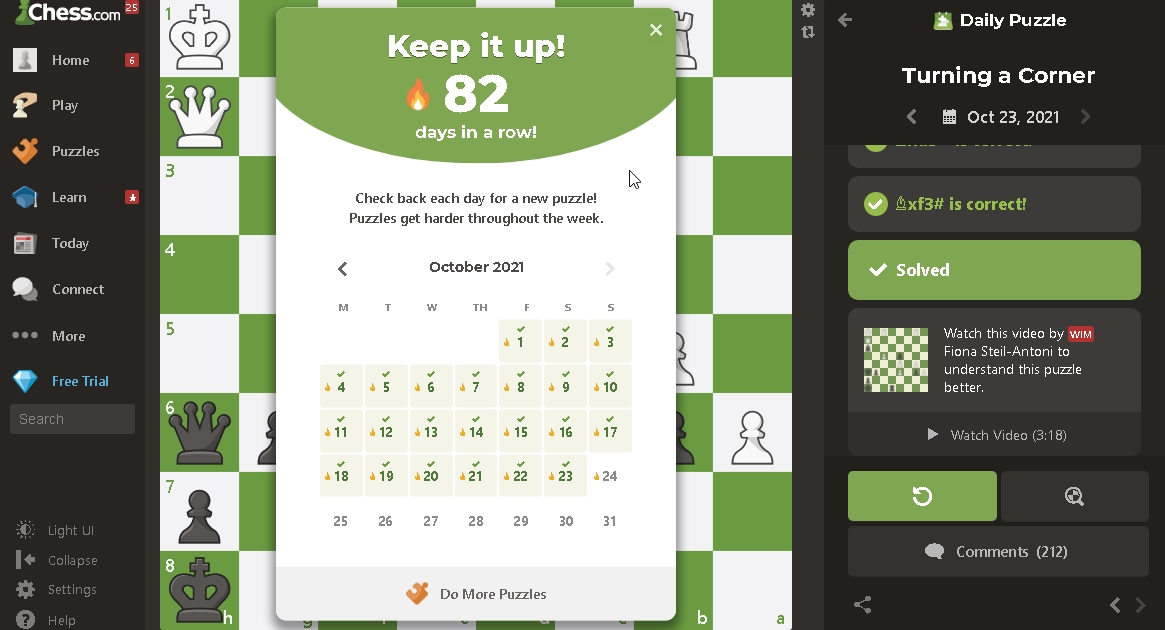 Chess.com
25
Home
6
Play
Puzzles
Learn
Today
Connect
More
Free Trial
Search
Light UI
Collapse
Settings
Help
1
2
3
4
5
6
7
8
h
b
a
Keep it up!
82
days in a row!
Check back each day for a new puzzle!
Puzzles get harder throughout the week.
October 2021
M T W TH F S S
1 2 3
4 5 6 7 8 9 10
11 12 13 14 15 16 17
18 19 20 21 22 23 24
25 26 27 28 29 30 31
Do More Puzzles
Daily Puzzle
Turning a Corner
Oct 23, 2021
♗xf3# is correct!
Solved
Watch this video by WIM
Fiona Steil-Antoni to
understand this puzzle
better.
Watch Video (3:18)
Comments (212)